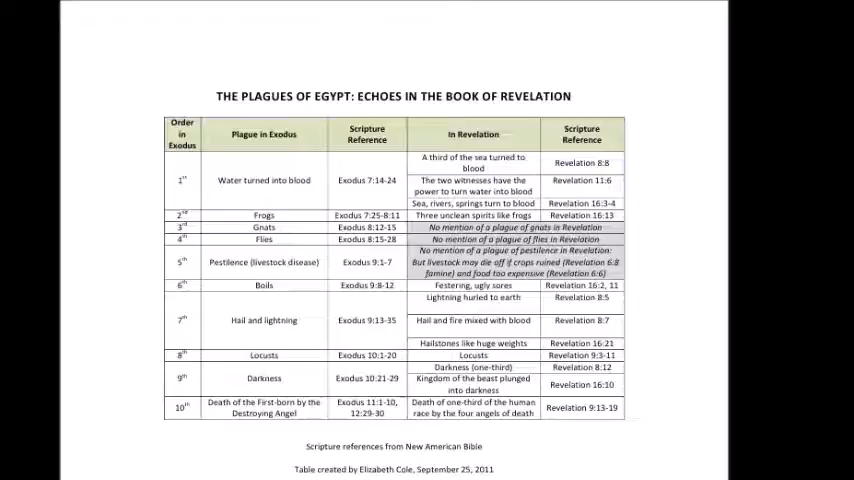 THE PLAGUES OF EGYPT: ECHOES IN THE BOOK OF REVELATION
Order in Exodus | Plague in Exodus | Scripture Reference | In Revelation | Scripture Reference
1st | Water turned into blood | Exodus 7:14-24 | A third of the sea turned to blood | Revelation 8:8
The two witnesses have the power to turn water into blood | Revelation 11:6
Sea, rivers, springs turn to blood | Revelation 16:3-4
2nd | Frogs | Exodus 7:25-8:11 | Three unclean spirits like frogs | Revelation 16:13
3rd | Gnats | Exodus 8:12-15 | No mention of a plague of gnats in Revelation
4th | Flies | Exodus 8:15-28 | No mention of a plague of flies in Revelation
5th | Pestilence (livestock disease) | Exodus 9:1-7 | No mention of a plague of pestilence in Revelation: But livestock may die off if crops ruined (Revelation 6:8 famine) and food too expensive (Revelation 6:6)
6th | Boils | Exodus 9:8-12 | Festering, ugly sores | Revelation 16:2, 11
7th | Hail and lightning | Exodus 9:13-35 | Lightning hurled to earth | Revelation 8:5
Hail and fire mixed with blood | Revelation 8:7
Hailstones like huge weights | Revelation 16:21
8th | Locusts | Exodus 10:1-20 | Locusts | Revelation 9:3-11
9th | Darkness | Exodus 10:21-29 | Darkness (one-third) | Revelation 8:12
Kingdom of the beast plunged into darkness | Revelation 16:10
10th | Death of the First-born by the Destroying Angel | Exodus 11:1-10, 12:29-30 | Death of one-third of the human race by the four angels of death | Revelation 9:13-19
Scripture references from New American Bible
Table created by Elizabeth Cole, September 25, 2011